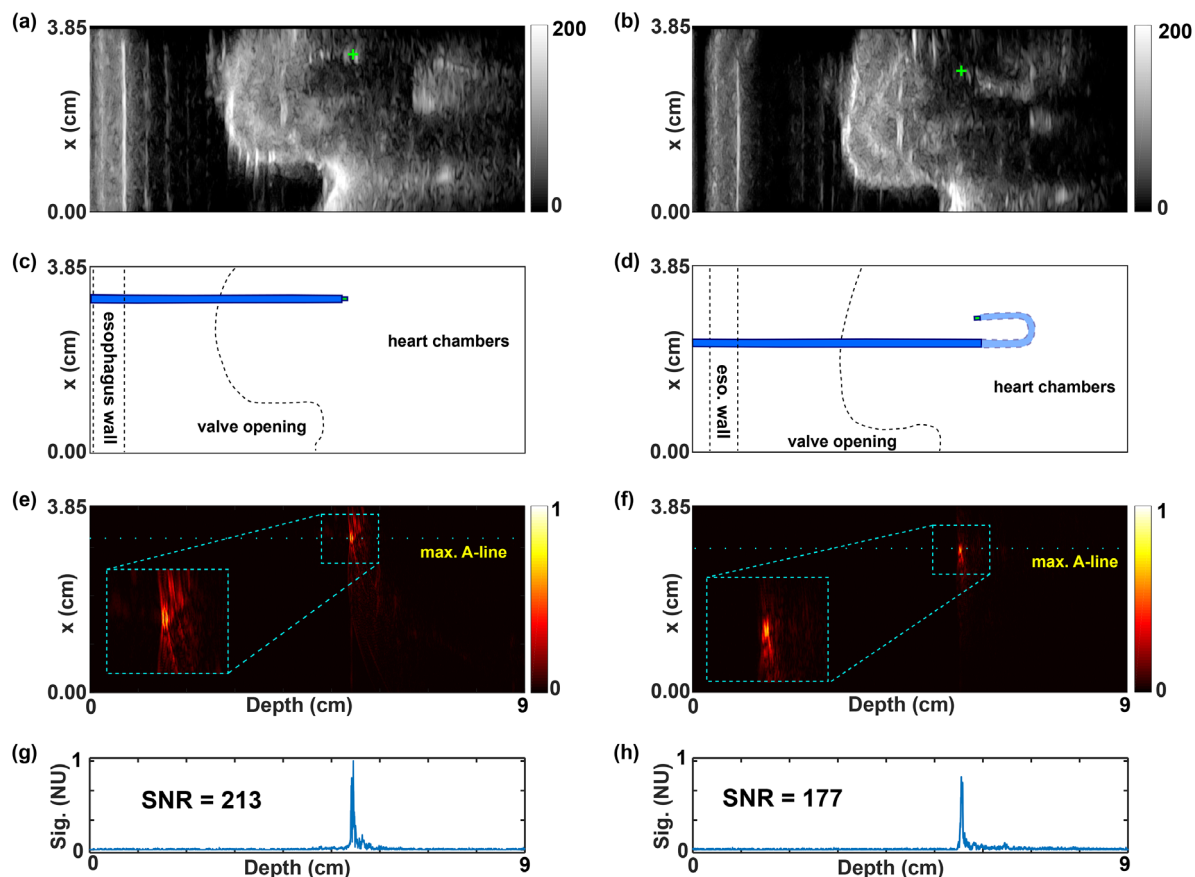 (a)
3.85
x (cm)
0.00
200
0
(b)
3.85
x (cm)
0.00
200
0
(c)
3.85
x (cm)
0.00
esophagus wall
valve opening
heart chambers
(d)
3.85
x (cm)
0.00
eso. wall
valve opening
heart chambers
(e)
3.85
x (cm)
0.00
max. A-line
0
Depth (cm)
9
1
0
(f)
3.85
x (cm)
0.00
max. A-line
0
Depth (cm)
9
1
0
(g)
1
Sig. (NU)
0
SNR = 213
0
Depth (cm)
9
(h)
1
Sig. (NU)
0
SNR = 177
0
Depth (cm)
9